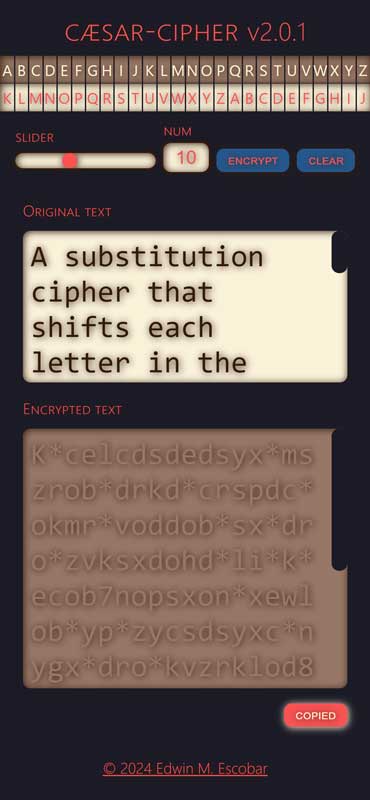 CÆSAR-CIPHER v2.0.1
A B C D E F G H I J K L M N O P Q R S T U V W X Y Z
K L M N O P Q R S T U V W X Y Z A B C D E F G H I J
SLIDER
NUM
10
ENCRYPT
CLEAR
Original text
A substitution
cipher that
shifts each
letter in the
Encrypted text
K*celcdsdedsyx*ms
zrob*drkd*crspdc*
okmr*voddob*sx*dr
o*zvksxdohd*li*k*
ecob7nopsxon*xewl
ob*yp*zycsdsyxc*n
ygx*dro*kvzrklod8
COPIED
© 2024 Edwin M. Escobar